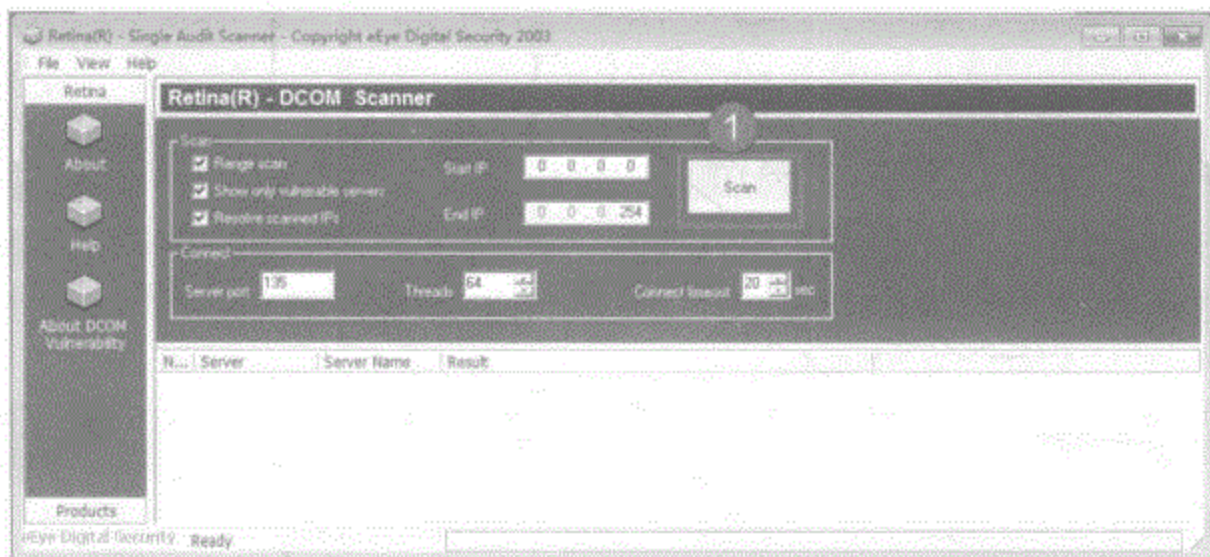 Retina(R) - Single Audit Scanner - Copyright eEye Digital Security 2003
File View Help
Retina
About
Help
About DCOM
Vulnerability
Products
Retina(R) - DCOM Scanner
1
Scan
Range scan
Show only vulnerable servers
Resolve scanned IPs
Start IP 0 . 0 . 0 . 0
End IP 0 . 0 . 0 . 254
Scan
Connect
Server port 135
Threads 64
Connect timeout 20 sec
N... Server Server Name Result
eEye Digital Security Ready